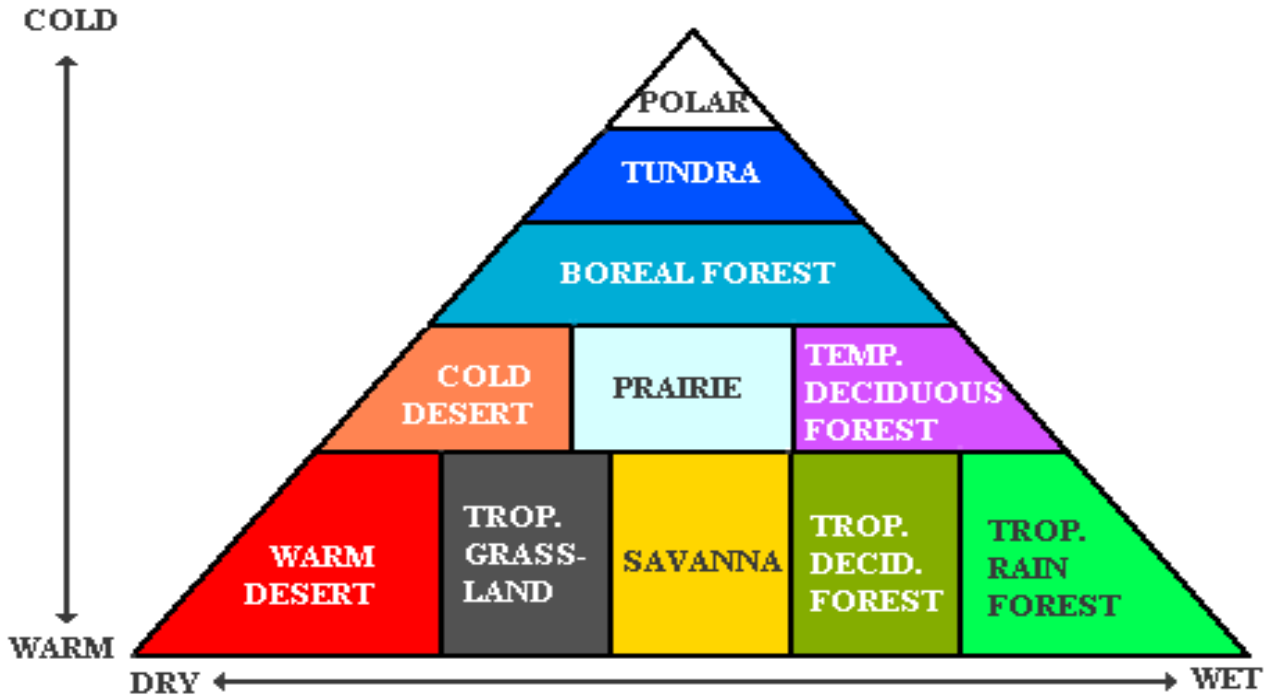 COLD
POLAR
TUNDRA
BOREAL FOREST
COLD
DESERT
PRAIRIE
TEMP.
DECIDUOUS
FOREST
WARM
DESERT
TROP.
GRASS-
LAND
SAVANNA
TROP.
DECID.
FOREST
TROP.
RAIN
FOREST
WARM
DRY
WET